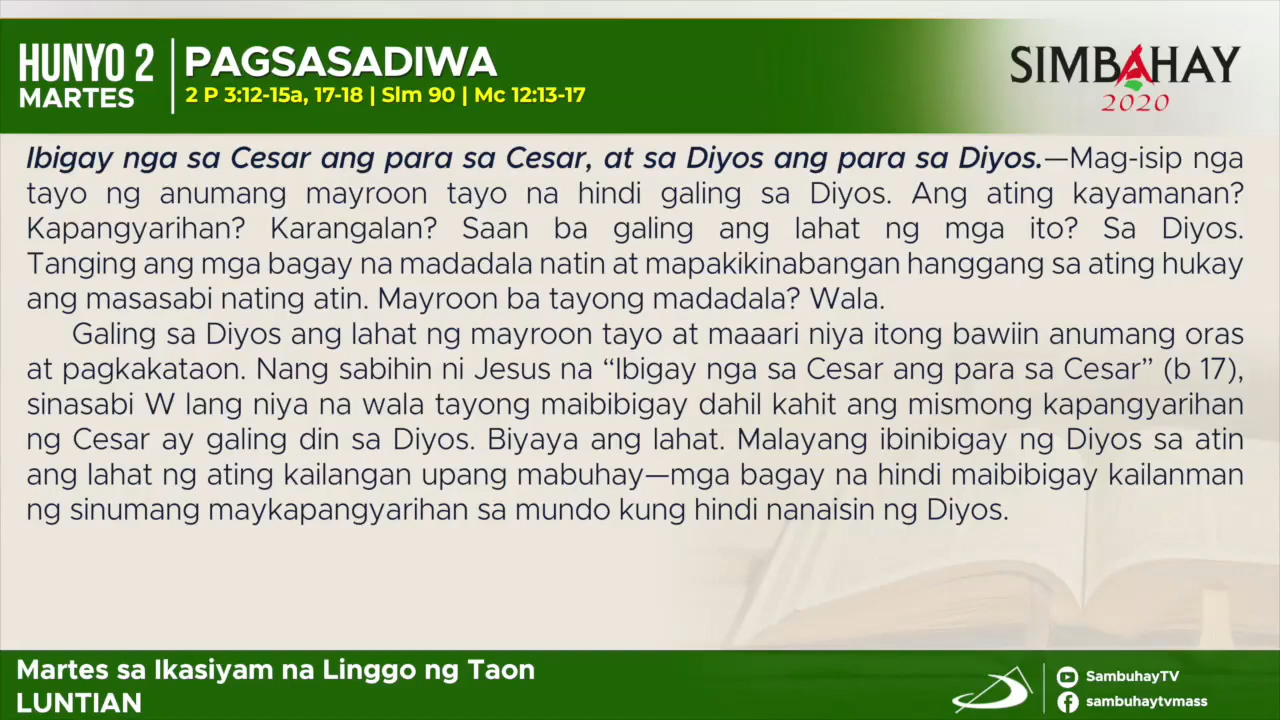 HUNYO 2
MARTES
PAGSASADIWA
2 P 3:12-15a, 17-18 | Slm 90 | Mc 12:13-17
SIMBAHAY
2020
Ibigay nga sa Cesar ang para sa Cesar, at sa Diyos ang para sa Diyos.—Mag-isip nga
tayo ng anumang mayroon tayo na hindi galing sa Diyos. Ang ating kayamanan?
Kapangyarihan? Karangalan? Saan ba galing ang lahat ng mga ito? Sa Diyos.
Tanging ang mga bagay na madadala natin at mapakikinabangan hanggang sa ating hukay
ang masasabi nating atin. Mayroon ba tayong madadala? Wala.
Galing sa Diyos ang lahat ng mayroon tayo at maaari niya itong bawiin anumang oras
at pagkakataon. Nang sabihin ni Jesus na “Ibigay nga sa Cesar ang para sa Cesar” (b 17),
sinasabi W lang niya na wala tayong maibibigay dahil kahit ang mismong kapangyarihan
ng Cesar ay galing din sa Diyos. Biyaya ang lahat. Malayang ibinibigay ng Diyos sa atin
ang lahat ng ating kailangan upang mabuhay—mga bagay na hindi maibibigay kailanman
ng sinumang maykapangyarihan sa mundo kung hindi nanaisin ng Diyos.
Martes sa Ikasiyam na Linggo ng Taon
LUNTIAN
SambuhayTV
sambuhaytvmass